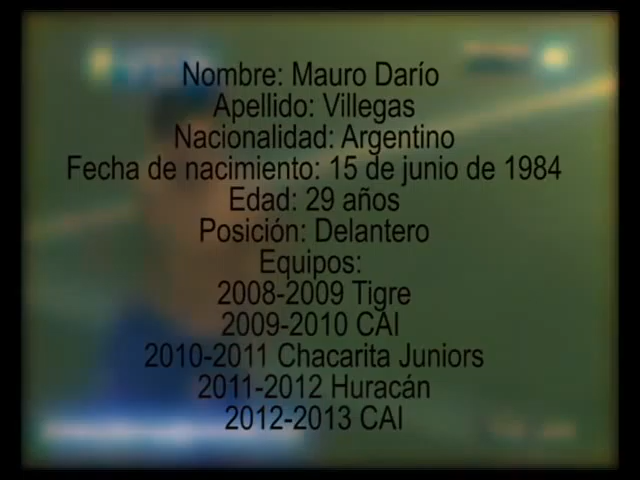 Nombre: Mauro Darío
Apellido: Villegas
Nacionalidad: Argentino
Fecha de nacimiento: 15 de junio de 1984
Edad: 29 años
Posición: Delantero
Equipos:
2008-2009 Tigre
2009-2010 CAI
2010-2011 Chacarita Juniors
2011-2012 Huracán
2012-2013 CAI